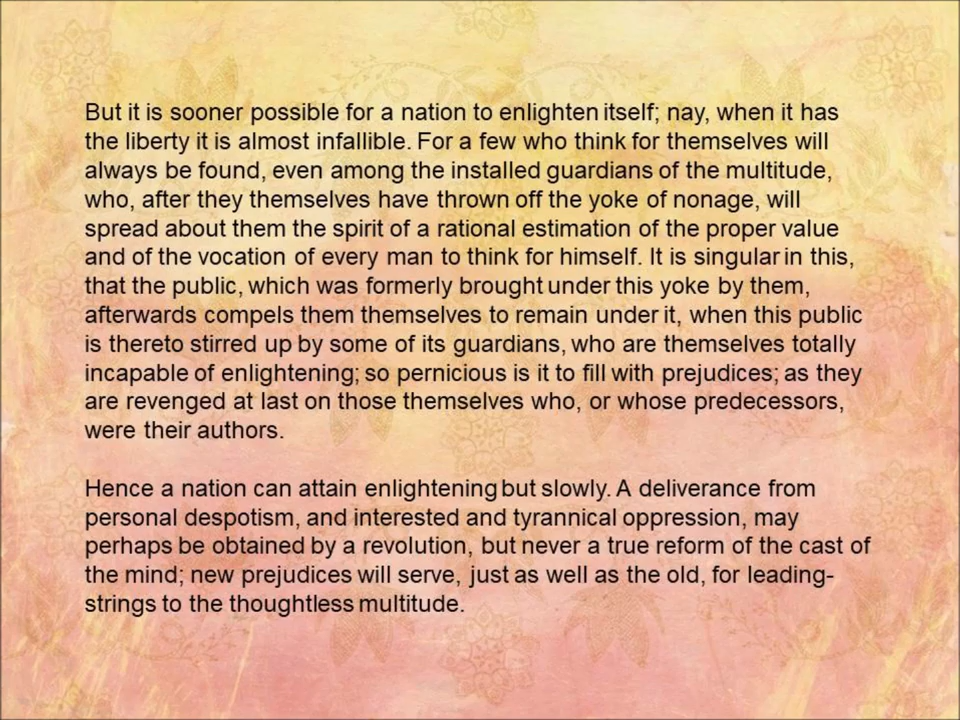 But it is sooner possible for a nation to enlighten itself; nay, when it has
the liberty it is almost infallible. For a few who think for themselves will
always be found, even among the installed guardians of the multitude,
who, after they themselves have thrown off the yoke of nonage, will
spread about them the spirit of a rational estimation of the proper value
and of the vocation of every man to think for himself. It is singular in this,
that the public, which was formerly brought under this yoke by them,
afterwards compels them themselves to remain under it, when this public
is thereto stirred up by some of its guardians, who are themselves totally
incapable of enlightening; so pernicious is it to fill with prejudices; as they
are revenged at last on those themselves who, or whose predecessors,
were their authors.
Hence a nation can attain enlightening but slowly. A deliverance from
personal despotism, and interested and tyrannical oppression, may
perhaps be obtained by a revolution, but never a true reform of the cast of
the mind; new prejudices will serve, just as well as the old, for leading-
strings to the thoughtless multitude.